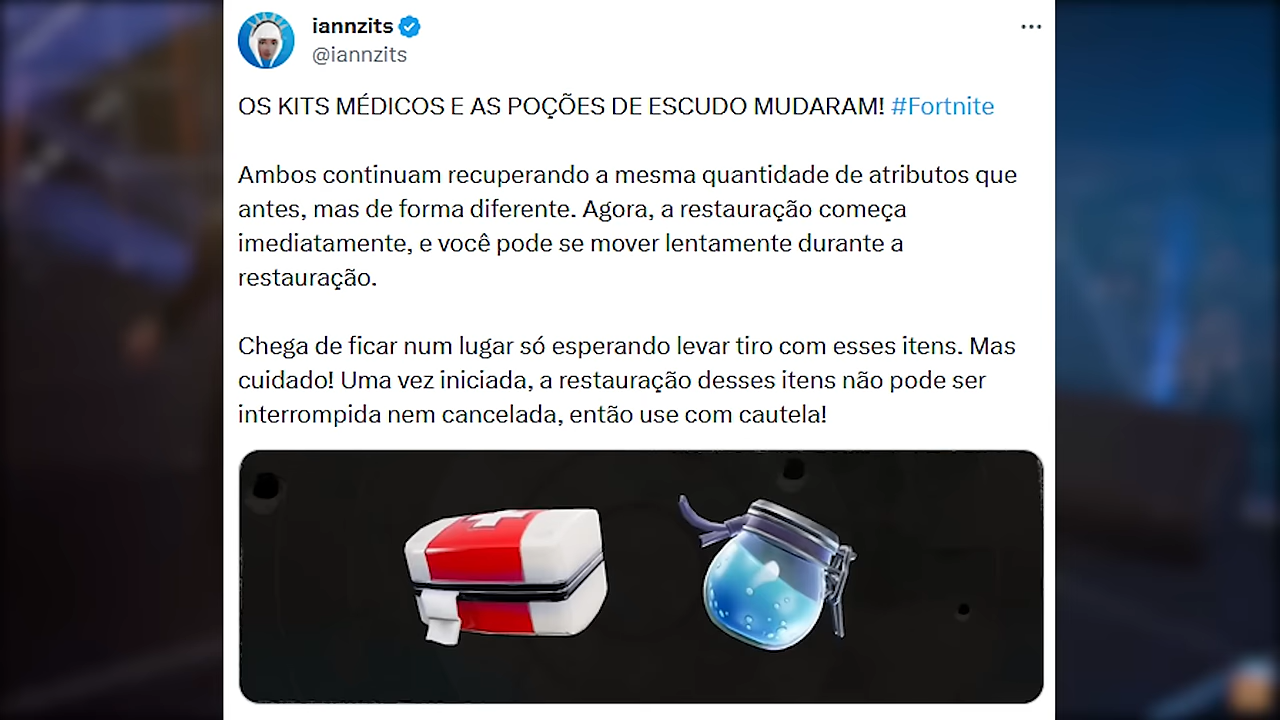 iannzits
@iannzits
OS KITS MÉDICOS E AS POÇÕES DE ESCUDO MUDARAM! #Fortnite
Ambos continuam recuperando a mesma quantidade de atributos que
antes, mas de forma diferente. Agora, a restauração começa
imediatamente, e você pode se mover lentamente durante a
restauração.
Chega de ficar num lugar só esperando levar tiro com esses itens. Mas
cuidado! Uma vez iniciada, a restauração desses itens não pode ser
interrompida nem cancelada, então use com cautela!